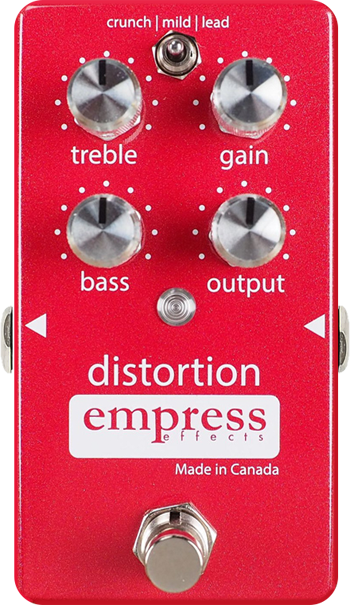 crunch | mild | lead
treble gain
bass output
distortion
empress
effects
Made in Canada